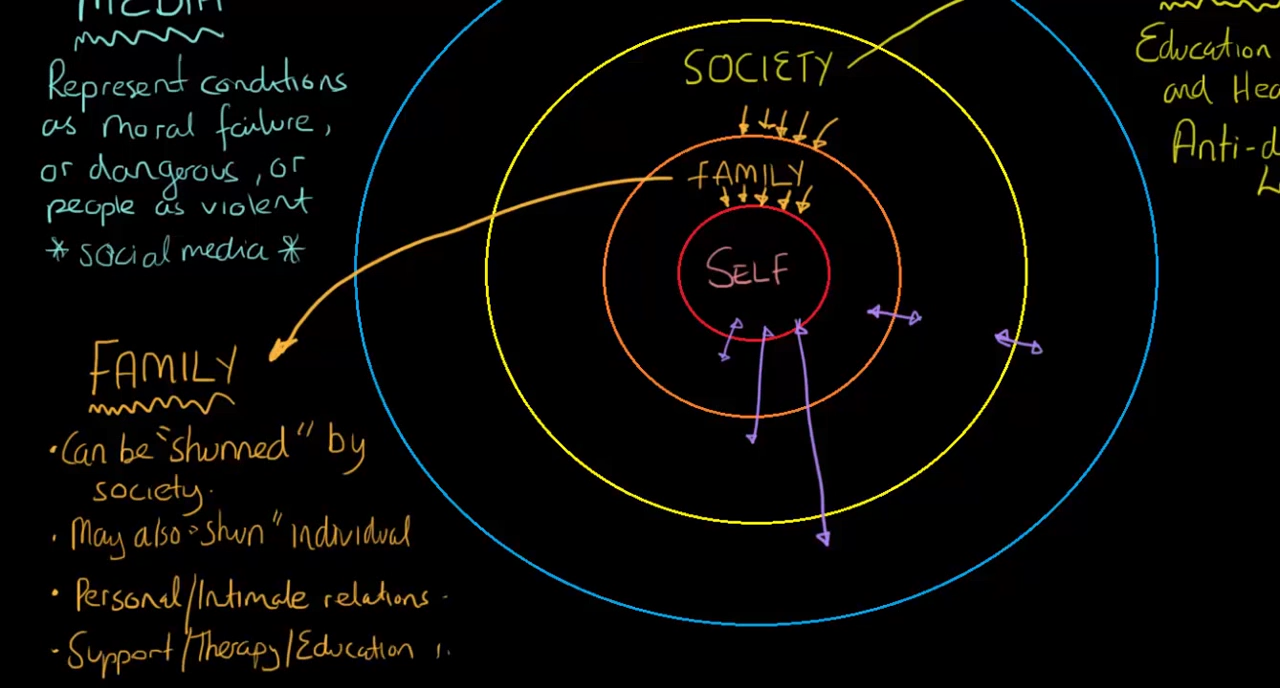 MEDIA
Represent conditions
as moral failure,
or dangerous, or
people as violent
*social media*
FAMILY
• Can be "shunned" by
society.
• May also "shun" individual
• Personal/Intimate relations
• Support/Therapy/Education
SOCIETY
FAMILY
SELF
Education
and Hea
Anti-d